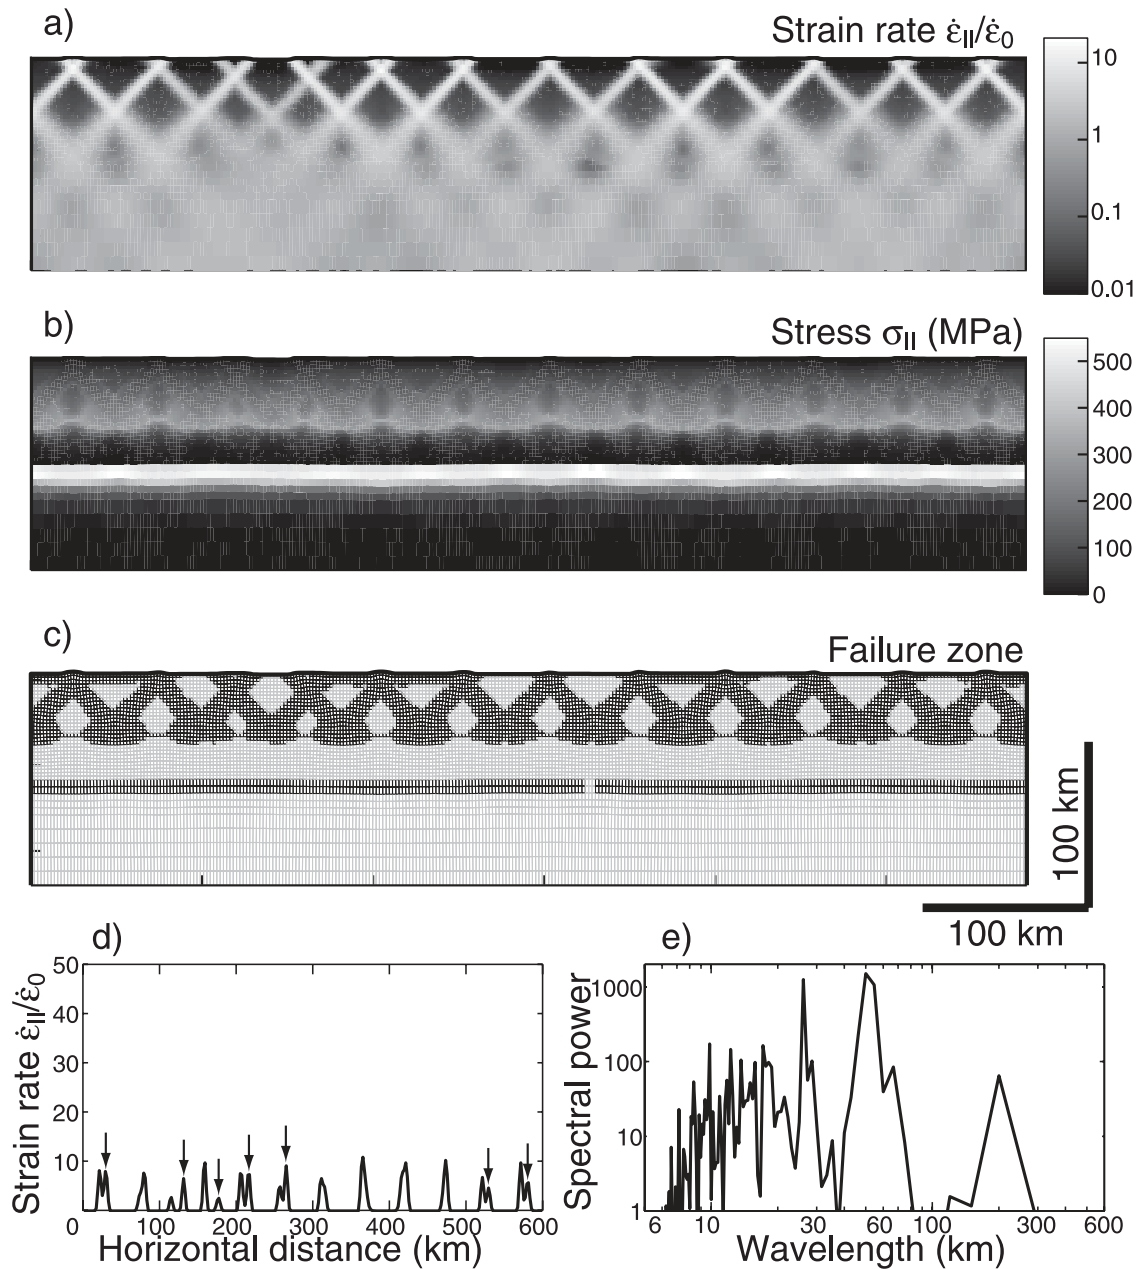 a)
Strain rate ε̇II/ε̇0
10
1
0.1
0.01
b)
Stress σII (MPa)
500
400
300
200
100
0
c)
Failure zone
100 km
100 km
d)
50
40
30
20
10
Strain rate ε̇II/ε̇0
0 100 200 300 400 500 600
Horizontal distance (km)
e)
1000
100
10
1
Spectral power
6 10 30 60 100 300 600
Wavelength (km)